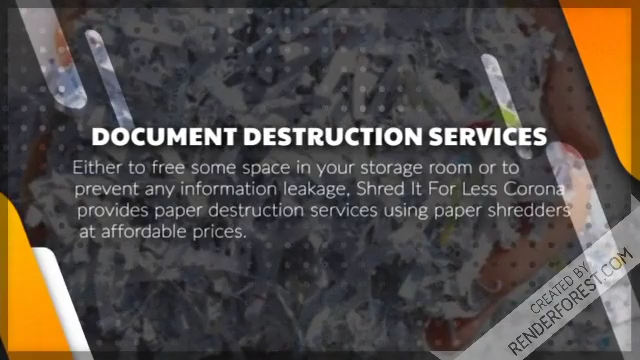 DOCUMENT DESTRUCTION SERVICES
Either to free some space in your storage room or to
prevent any information leakage, Shred It For Less Corona
provides paper destruction services using paper shredders
at affordable prices.
CREATED BY
RENDERFOREST.COM